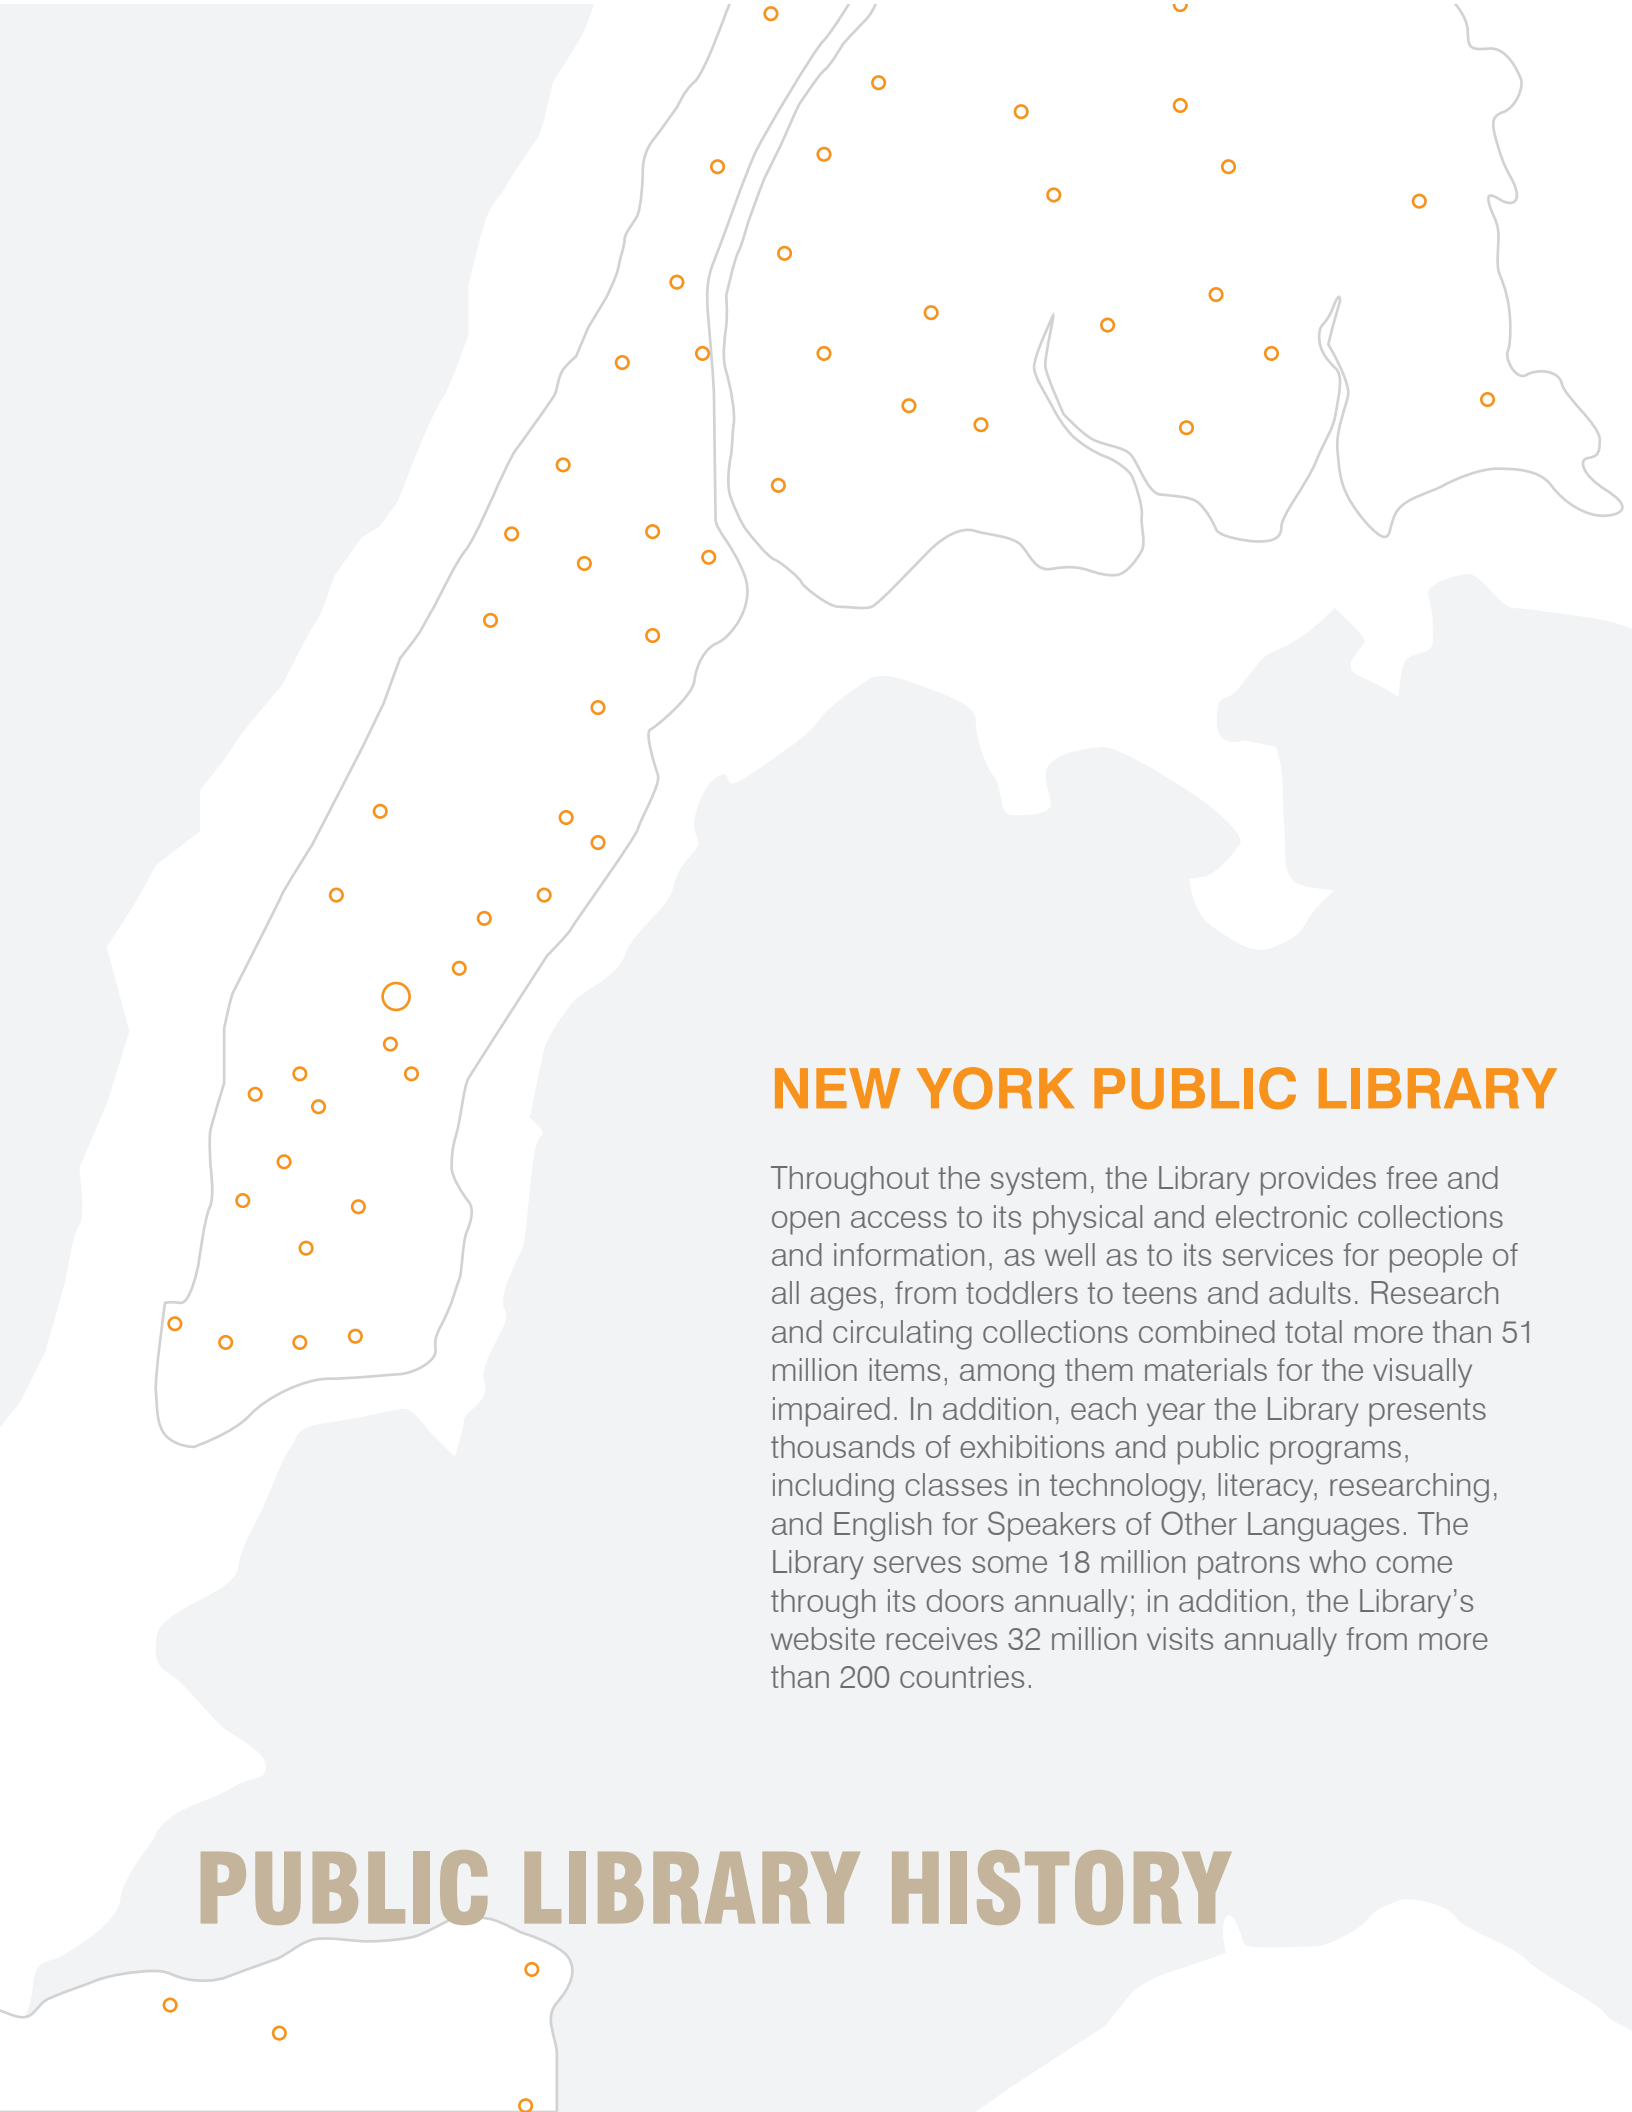 NEW YORK PUBLIC LIBRARY
Throughout the system, the Library provides free and
open access to its physical and electronic collections
and information, as well as to its services for people of
all ages, from toddlers to teens and adults. Research
and circulating collections combined total more than 51
million items, among them materials for the visually
impaired. In addition, each year the Library presents
thousands of exhibitions and public programs,
including classes in technology, literacy, researching,
and English for Speakers of Other Languages. The
Library serves some 18 million patrons who come
through its doors annually; in addition, the Library’s
website receives 32 million visits annually from more
than 200 countries.
PUBLIC LIBRARY HISTORY